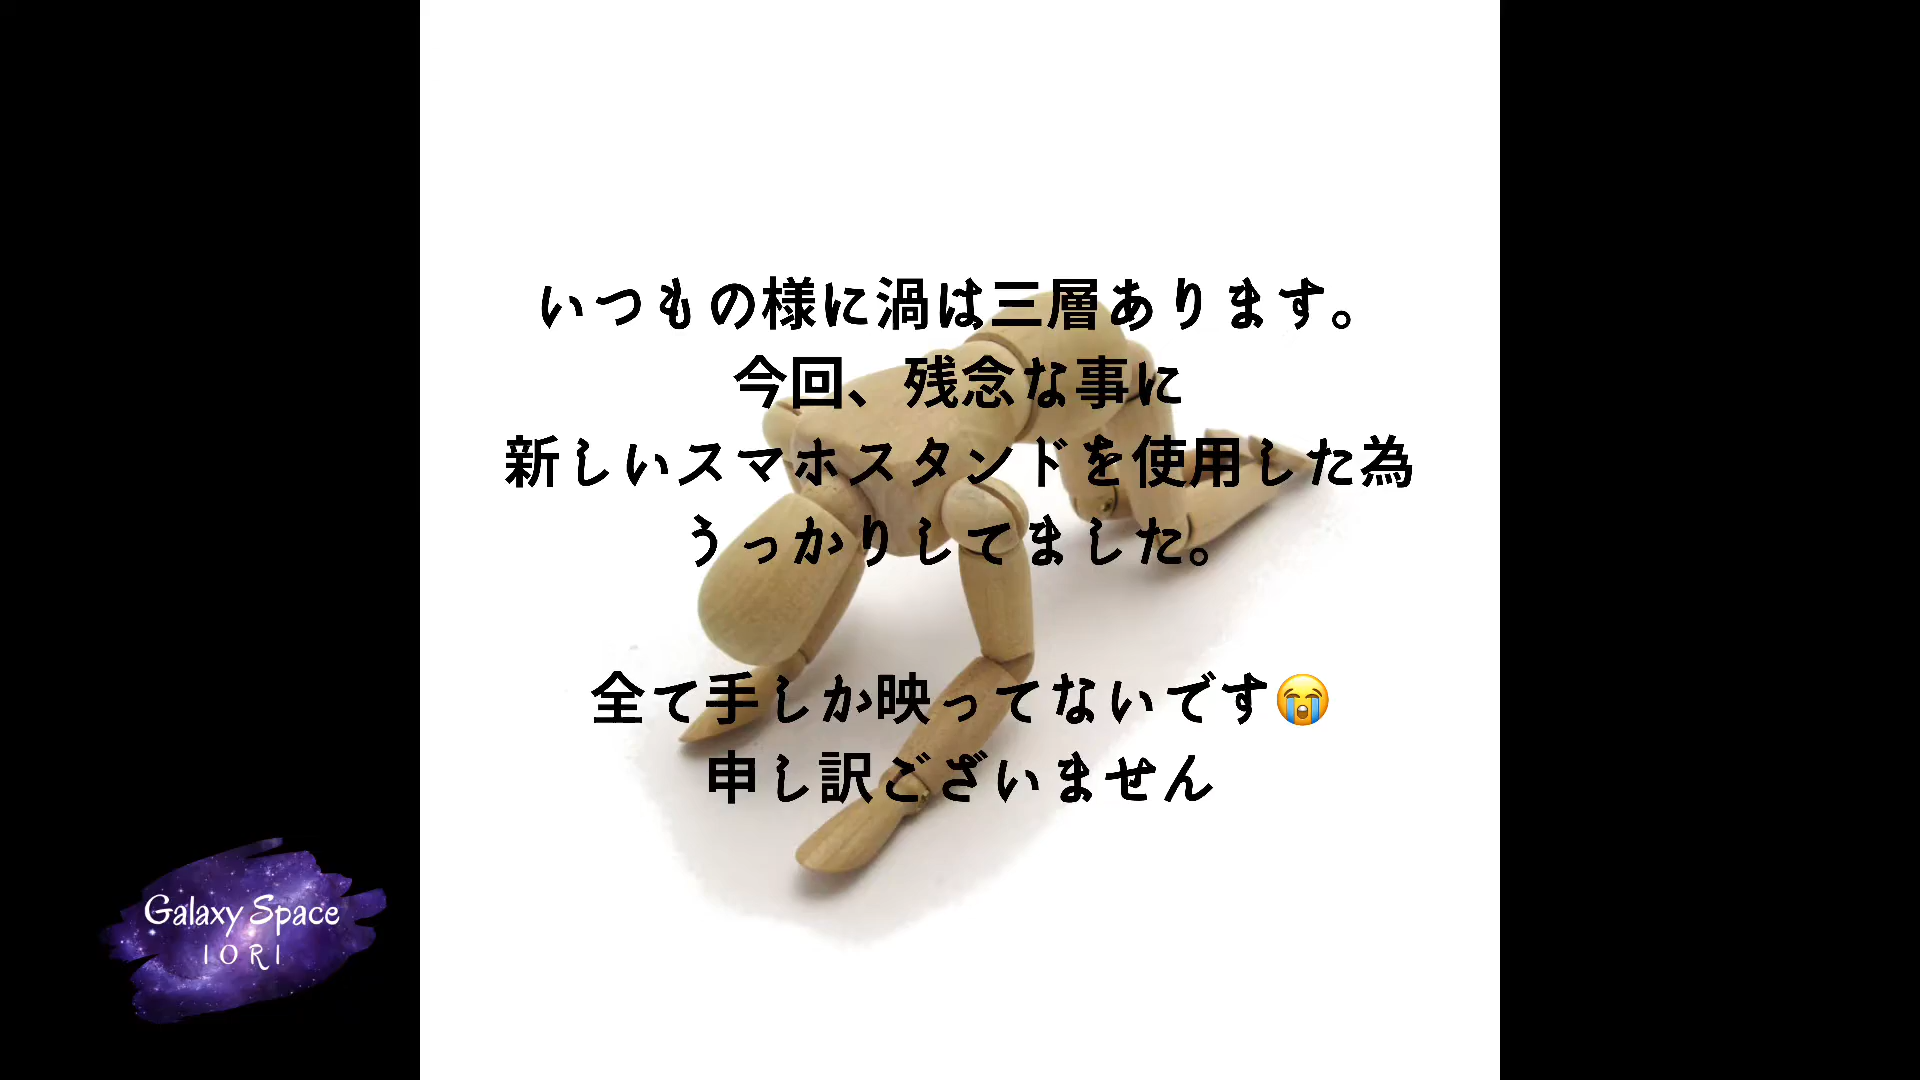 いつもの様に渦は三層あります。
今回、残念な事に
新しいスマホスタンドを使用した為
うっかりしてました。
全て手しか映ってないです😭
申し訳ございません
Galaxy Space
IORI